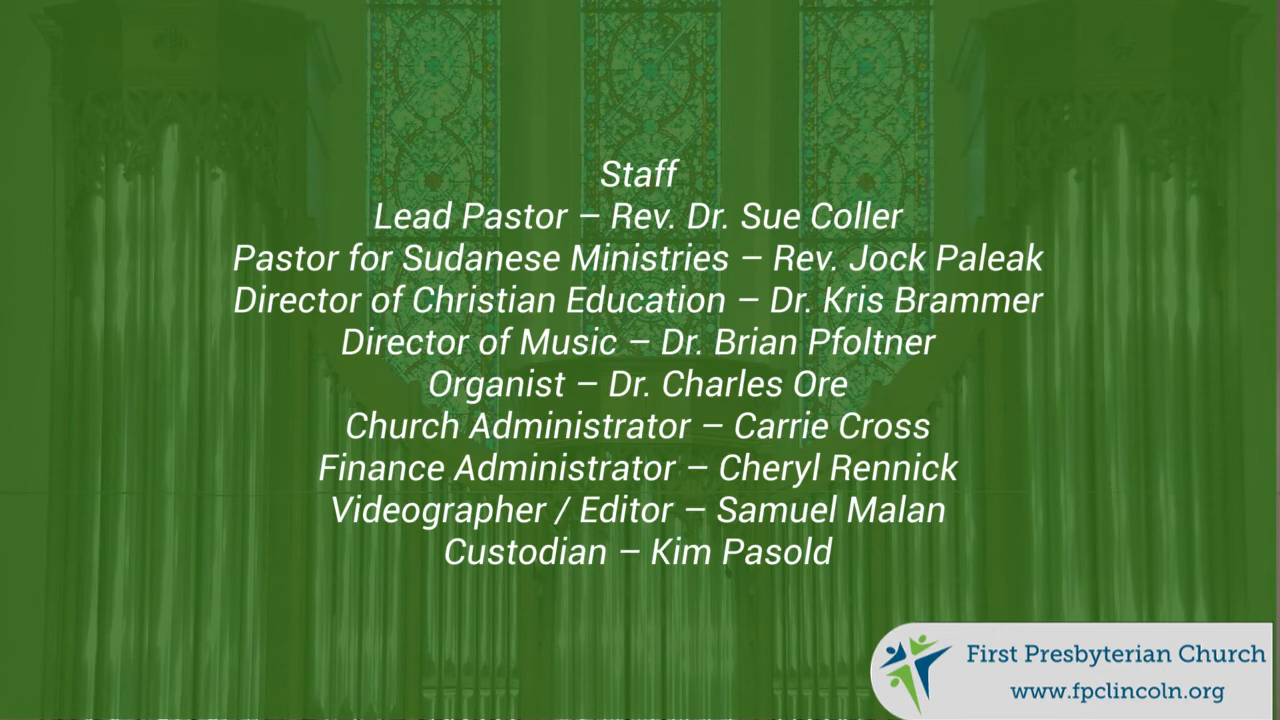 Staff
Lead Pastor – Rev. Dr. Sue Coller
Pastor for Sudanese Ministries – Rev. Jock Paleak
Director of Christian Education – Dr. Kris Brammer
Director of Music – Dr. Brian Pfoltner
Organist – Dr. Charles Ore
Church Administrator – Carrie Cross
Finance Administrator – Cheryl Rennick
Videographer / Editor – Samuel Malan
Custodian – Kim Pasold
First Presbyterian Church
www.fpclincoln.org